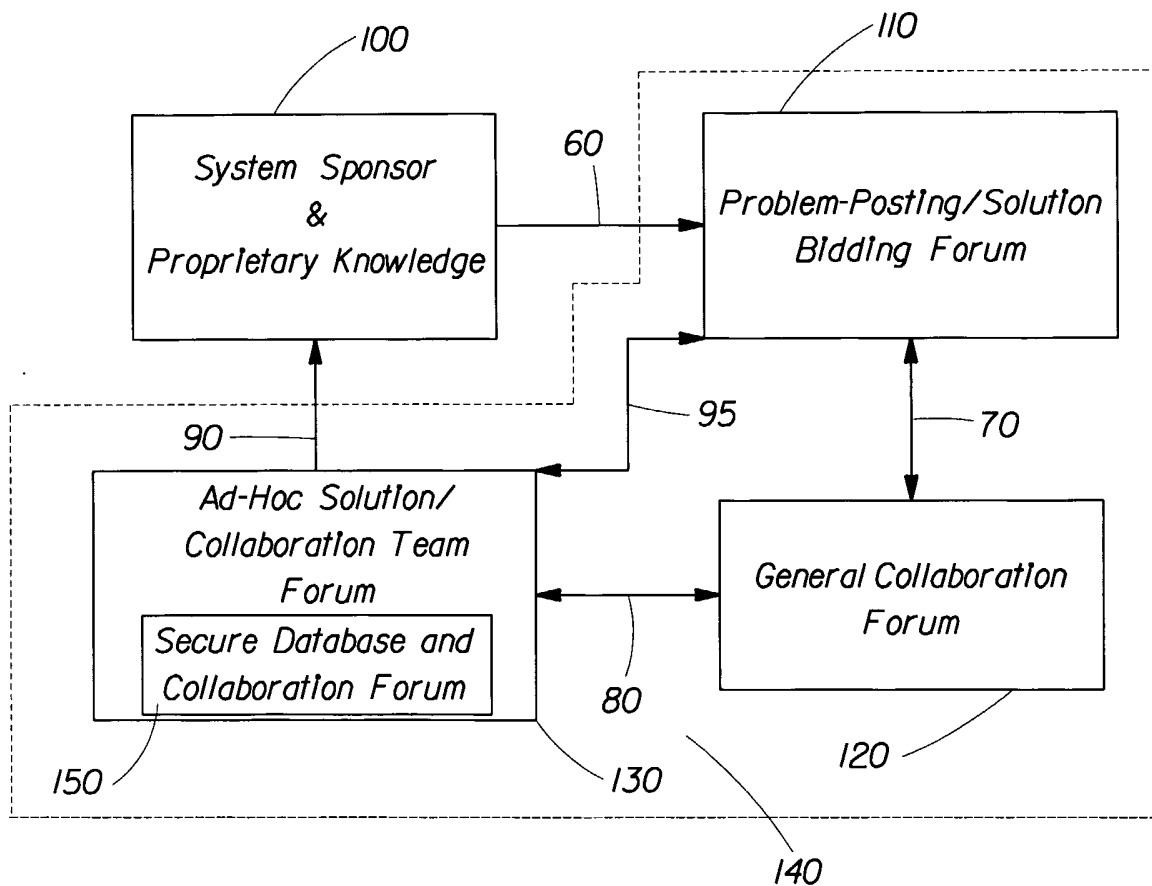 100
110
System Sponsor
&
Proprietary Knowledge
60
Problem-Posting/Solution
Bidding Forum
90
95
70
Ad-Hoc Solution/
Collaboration Team
Forum
Secure Database and
Collaboration Forum
General Collaboration
Forum
80
150
130
120
140